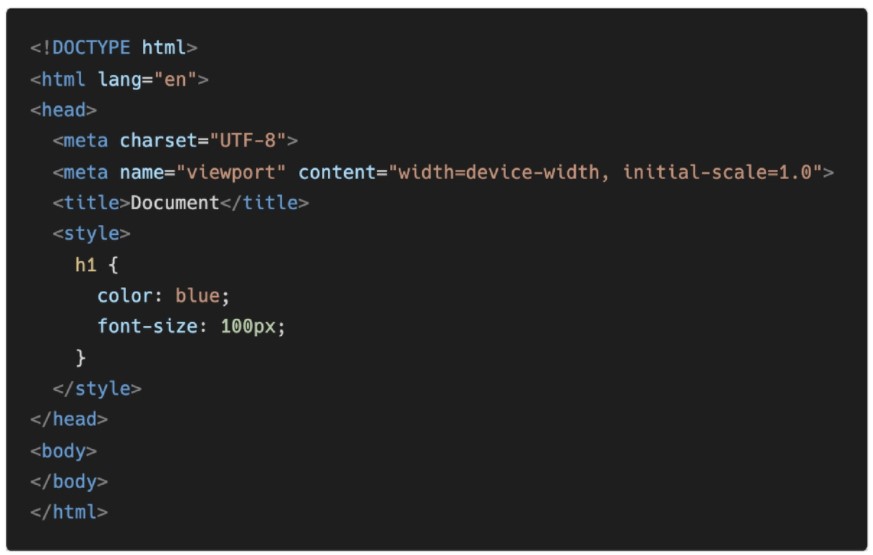 <!DOCTYPE html>
<html lang="en">
<head>
  <meta charset="UTF-8">
  <meta name="viewport" content="width=device-width, initial-scale=1.0">
  <title>Document</title>
  <style>
    h1 {
      color: blue;
      font-size: 100px;
    }
  </style>
</head>
<body>
</body>
</html>